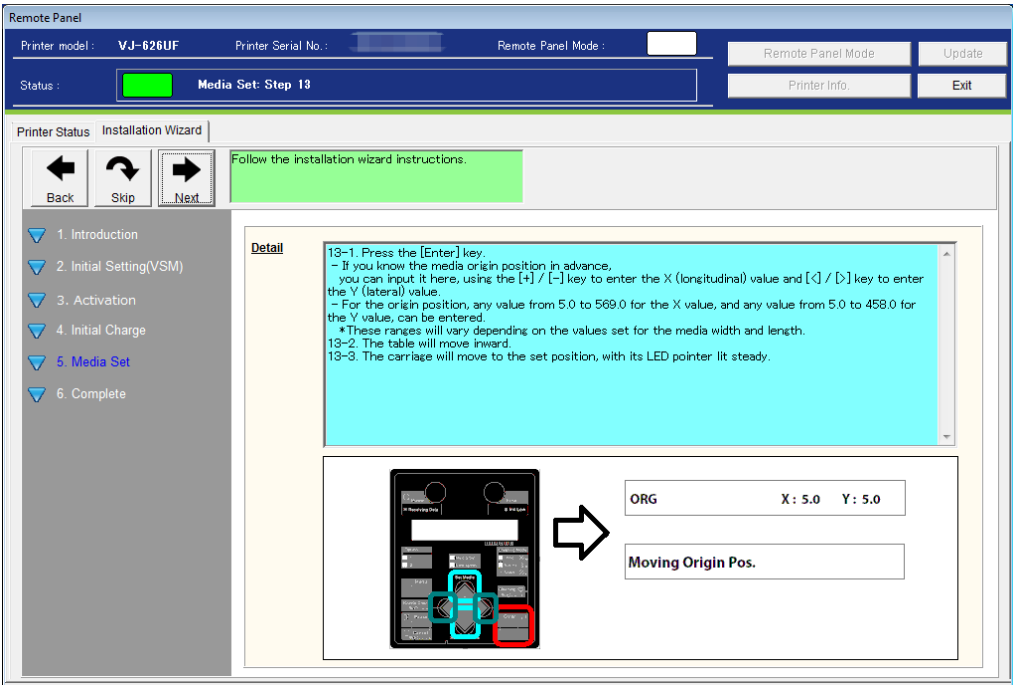 Remote Panel
Printer model : VJ-626UF Printer Serial No. : Remote Panel Mode :
Remote Panel Mode Update
Status : Media Set: Step 13
Printer Info. Exit
Printer Status Installation Wizard
Back Skip Next
Follow the installation wizard instructions.
1. Introduction
2. Initial Setting(VSM)
3. Activation
4. Initial Charge
5. Media Set
6. Complete
Detail
13-1. Press the [Enter] key.
- If you know the media origin position in advance,
you can input it here, using the [+] / [-] key to enter the X (longitudinal) value and [<] / [>] key to enter
the Y (lateral) value.
- For the origin position, any value from 5.0 to 569.0 for the X value, and any value from 5.0 to 458.0 for
the Y value, can be entered.
*These ranges will vary depending on the values set for the media width and length.
13-2. The table will move inward.
13-3. The carriage will move to the set position, with its LED pointer lit steady.
Receiving Data
ORG X : 5.0 Y : 5.0
Moving Origin Pos.